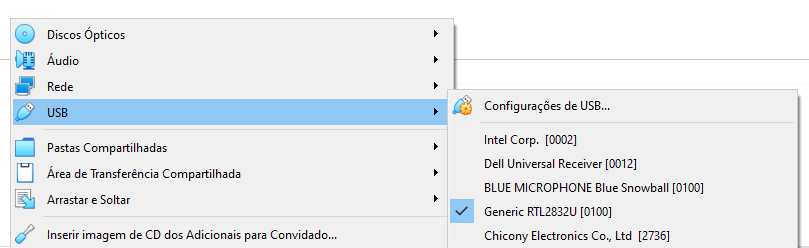 Discos Ópticos
Áudio
Rede
USB
Pastas Compartilhadas
Área de Transferência Compartilhada
Arrastar e Soltar
Inserir imagem de CD dos Adicionais para Convidado...
Configurações de USB...
Intel Corp.  [0002]
Dell Universal Receiver [0012]
BLUE MICROPHONE Blue Snowball [0100]
Generic RTL2832U [0100]
Chicony Electronics Co., Ltd  [2736]